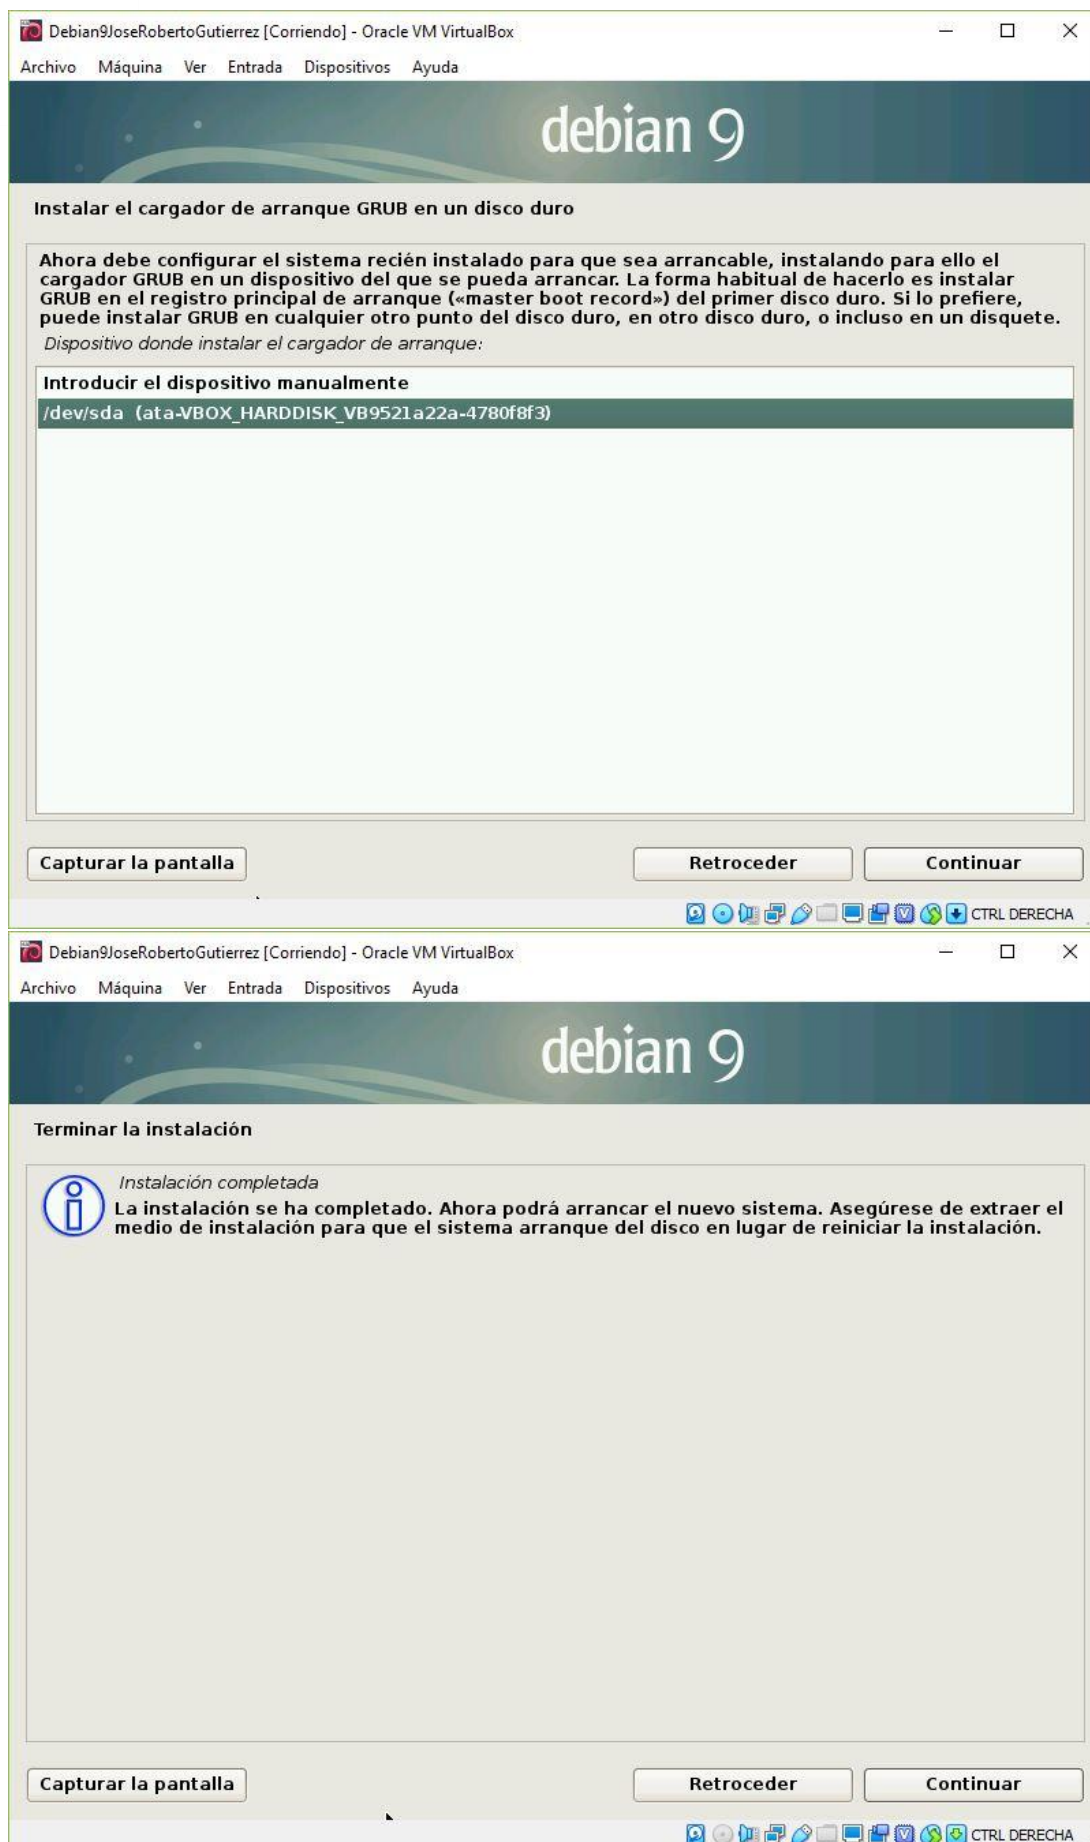 Debian9JoseRobertoGutierrez [Corriendo] - Oracle VM VirtualBox
Archivo Máquina Ver Entrada Dispositivos Ayuda
debian 9
Instalar el cargador de arranque GRUB en un disco duro
Ahora debe configurar el sistema recién instalado para que sea arrancable, instalando para ello el
cargador GRUB en un dispositivo del que se pueda arrancar. La forma habitual de hacerlo es instalar
GRUB en el registro principal de arranque («master boot record») del primer disco duro. Si lo prefiere,
puede instalar GRUB en cualquier otro punto del disco duro, en otro disco duro, o incluso en un disquete.
Dispositivo donde instalar el cargador de arranque:
Introducir el dispositivo manualmente
/dev/sda (ata-VBOX_HARDDISK_VB9521a22a-4780f8f3)
Capturar la pantalla Retroceder Continuar
CTRL DERECHA
Debian9JoseRobertoGutierrez [Corriendo] - Oracle VM VirtualBox
Archivo Máquina Ver Entrada Dispositivos Ayuda
debian 9
Terminar la instalación
Instalación completada
La instalación se ha completado. Ahora podrá arrancar el nuevo sistema. Asegúrese de extraer el
medio de instalación para que el sistema arranque del disco en lugar de reiniciar la instalación.
Capturar la pantalla Retroceder Continuar
CTRL DERECHA